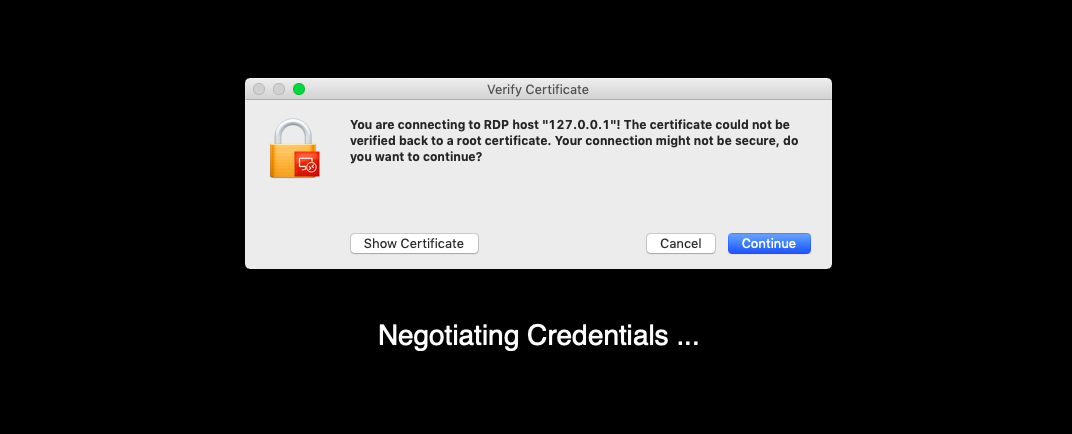 Verify Certificate
You are connecting to RDP host "127.0.0.1"! The certificate could not be
verified back to a root certificate. Your connection might not be secure, do
you want to continue?
Show Certificate
Cancel
Continue
Negotiating Credentials ...